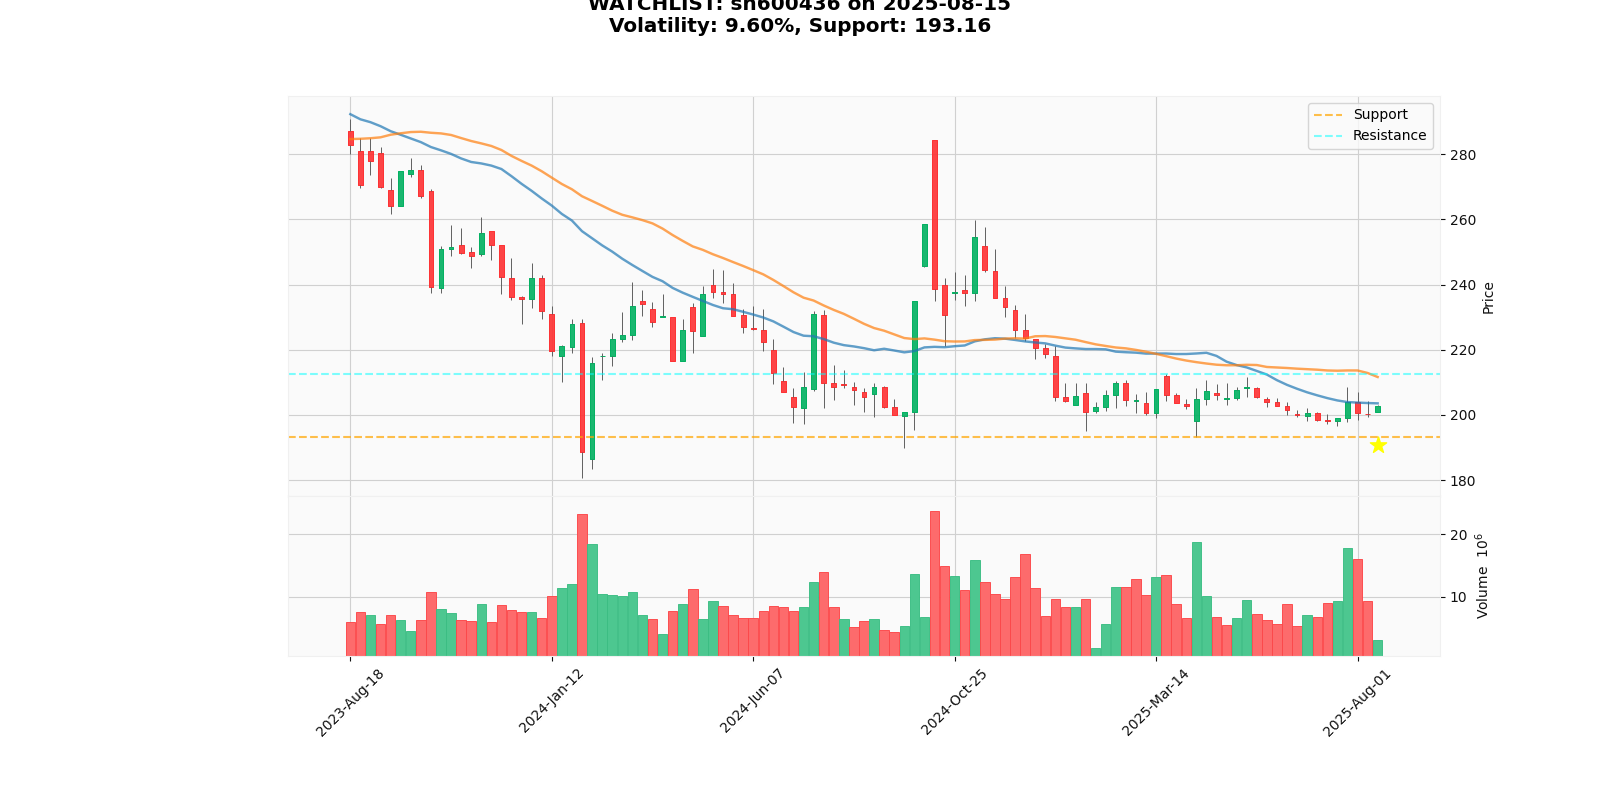 WATCHLIST: sh600436 on 2025-08-15
Volatility: 9.60%, Support: 193.16
Support
Resistance
280
260
240
220
200
180
Price
20
10
Volume 10⁶
2023-Aug-18
2024-Jan-12
2024-Jun-07
2024-Oct-25
2025-Mar-14
2025-Aug-01